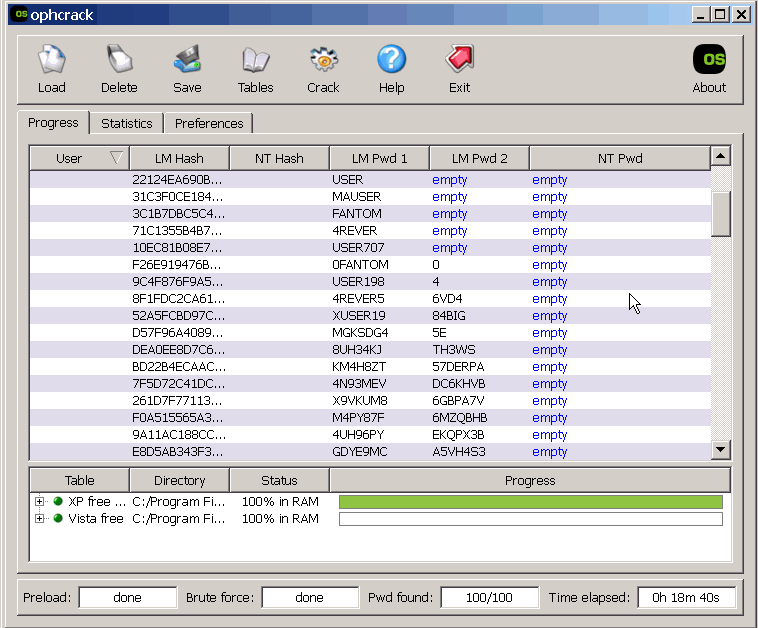 OS ophcrack
OS
Load Delete Save Tables Crack Help Exit About
Progress Statistics Preferences
User LM Hash NT Hash LM Pwd 1 LM Pwd 2 NT Pwd
22124EA690B... USER empty empty
31C3F0CE184... MAUSER empty empty
3C1B7DBC5C4... FANTOM empty empty
71C1355B4B7... 4REVER empty empty
10EC81B08E7... USER707 empty empty
F26E919476B... 0FANTOM 0 empty
9C4F876F9A5... USER198 4 empty
8F1FDC2CA61... 4REVER5 6VD4 empty
52A5FCBD97C... XUSER19 84BIG empty
D57F96A4089... MGKSDG4 5E empty
DEA0EE8D7C6... 8UH34KJ TH3WS empty
BD22B4ECAAC... KM4H8ZT 57DERPA empty
7F5D72C41DC... 4N93MEV DC6KHVB empty
261D7F77113... X9VKUM8 6GBPA7V empty
F0A515565A3... M4PY87F 6MZQBHB empty
9A11AC188CC... 4UH96PY EKQPX3B empty
E8D5AB343F3... GDYE9MC A5VH4S3 empty
Table Directory Status Progress
XP free ... C:/Program Fi... 100% in RAM
Vista free C:/Program Fi... 100% in RAM
Preload: done Brute force: done Pwd found: 100/100 Time elapsed: 0h 18m 40s